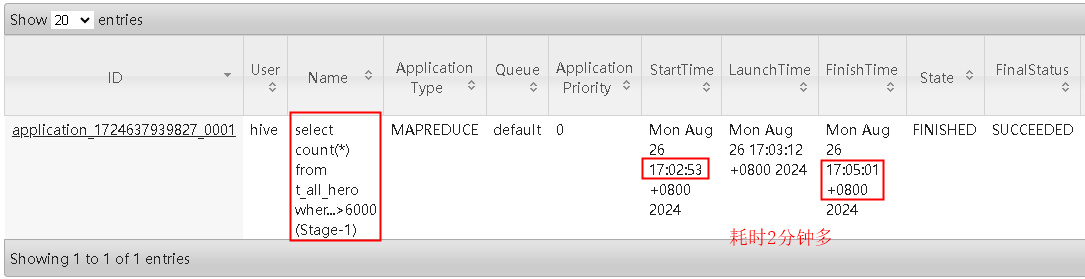 Show 20 entries
ID
User
Name
Application
Type
Queue
Application
Priority
StartTime
LaunchTime
FinishTime
State
FinalStatus
application_1724637939827_0001
hive
select
count(*)
from
t_all_hero
wher...>6000
(Stage-1)
MAPREDUCE
default
0
Mon Aug
26
17:02:53
+0800
2024
Mon Aug
26 17:03:12
+0800 2024
Mon Aug
26
17:05:01
+0800
2024
FINISHED
SUCCEEDED
耗时2分钟多
Showing 1 to 1 of 1 entries